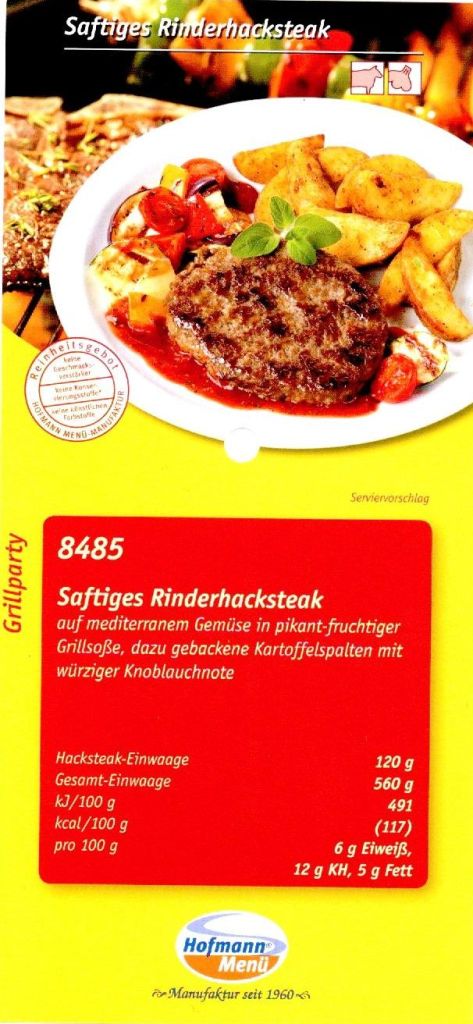 Saftiges Rinderhacksteak
Reinheitsgebot
keine
Geschmacks-
verstärker
keine Konser-
vierungsstoffe*
keine künstlichen
Farbstoffe
HOFMANN MENÜ-MANUFAKTUR
Serviervorschlag
Grillparty
8485
Saftiges Rinderhacksteak
auf mediterranem Gemüse in pikant-fruchtiger
Grillsoße, dazu gebackene Kartoffelspalten mit
würziger Knoblauchnote
Hacksteak-Einwaage 120 g
Gesamt-Einwaage 560 g
kJ/100 g 491
kcal/100 g (117)
pro 100 g 6 g Eiweiß,
12 g KH, 5 g Fett
Hofmann®
Menü
Manufaktur seit 1960